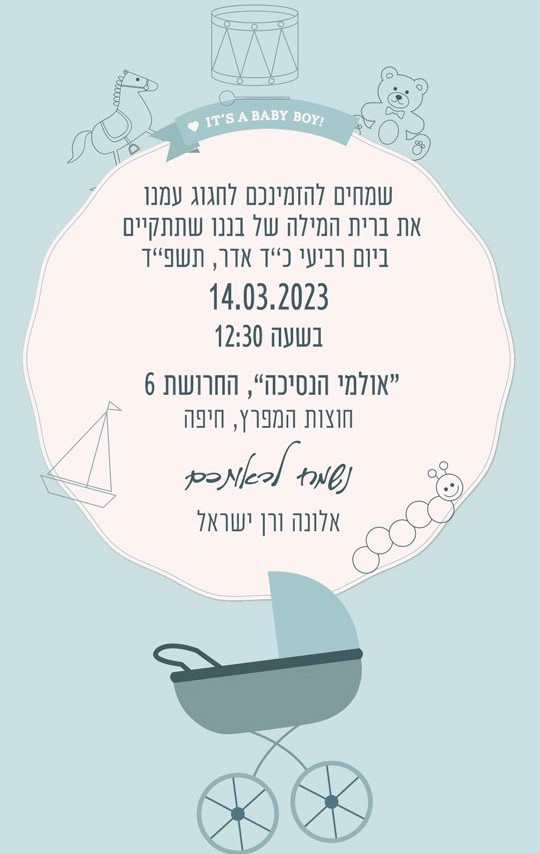 IT'S A BABY BOY!
שמחים להזמינכם לחגוג עמנו
את ברית המילה של בננו שתתקיים
ביום רביעי כ״ד אדר, תשפ״ד
14.03.2023
בשעה 12:30
״אולמי הנסיכה״, החרושת 6
חוצות המפרץ, חיפה
נשמח לראותכם
אלונה ורן ישראל